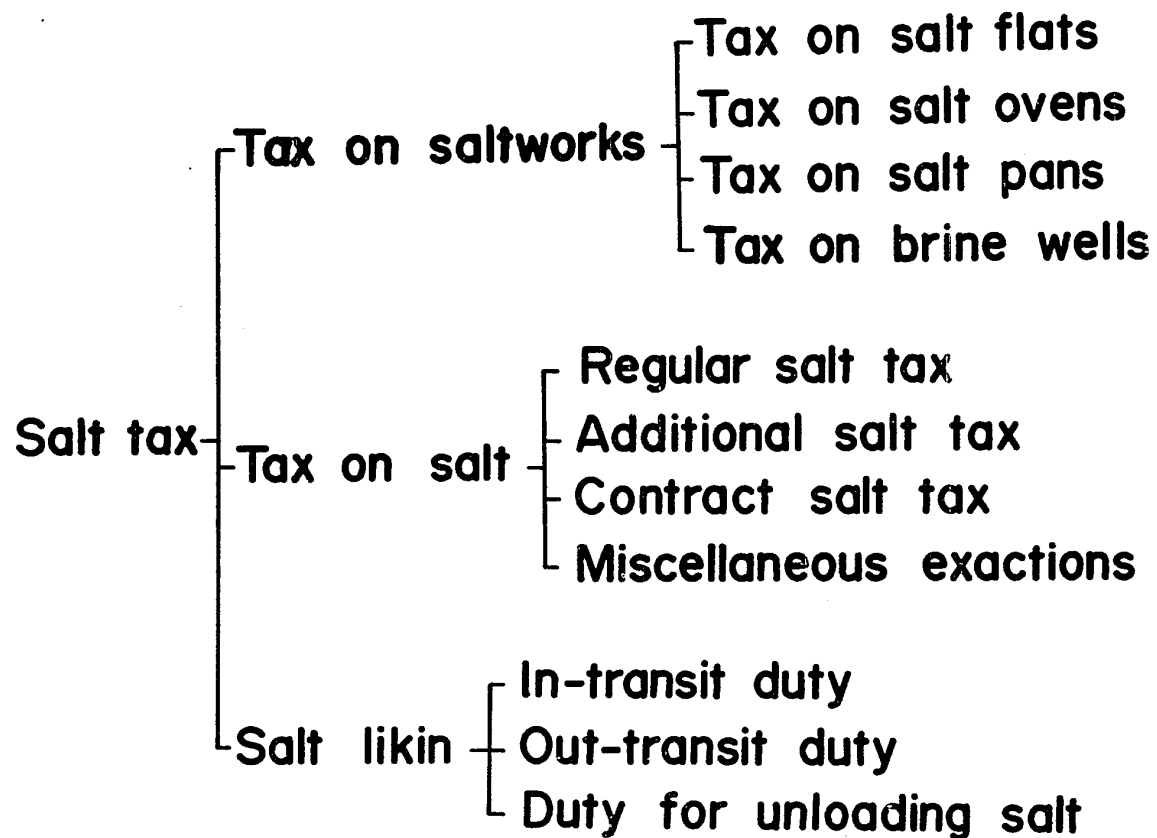 Salt tax
Tax on saltworks
Tax on salt flats
Tax on salt ovens
Tax on salt pans
Tax on brine wells
Tax on salt
Regular salt tax
Additional salt tax
Contract salt tax
Miscellaneous exactions
Salt likin
In-transit duty
Out-transit duty
Duty for unloading salt